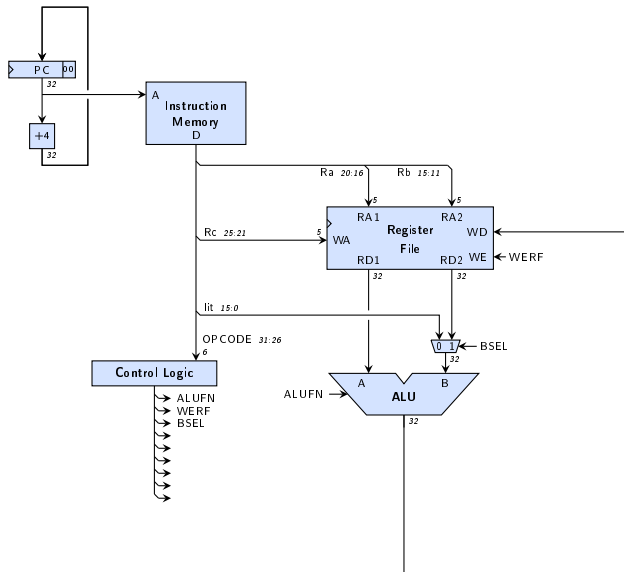 PC 00
32
A
Instruction
Memory
D
+4
32
Ra 20:16 Rb 15:11
5 5
RA1 RA2
Rc 25:21 5 WA
Register
File
WD
WE WERF
RD1 RD2
32 32
lit 15:0
OPCODE 31:26
6
0 1 BSEL
32
Control Logic
A B
ALUFN ALU
32
ALUFN
WERF
BSEL